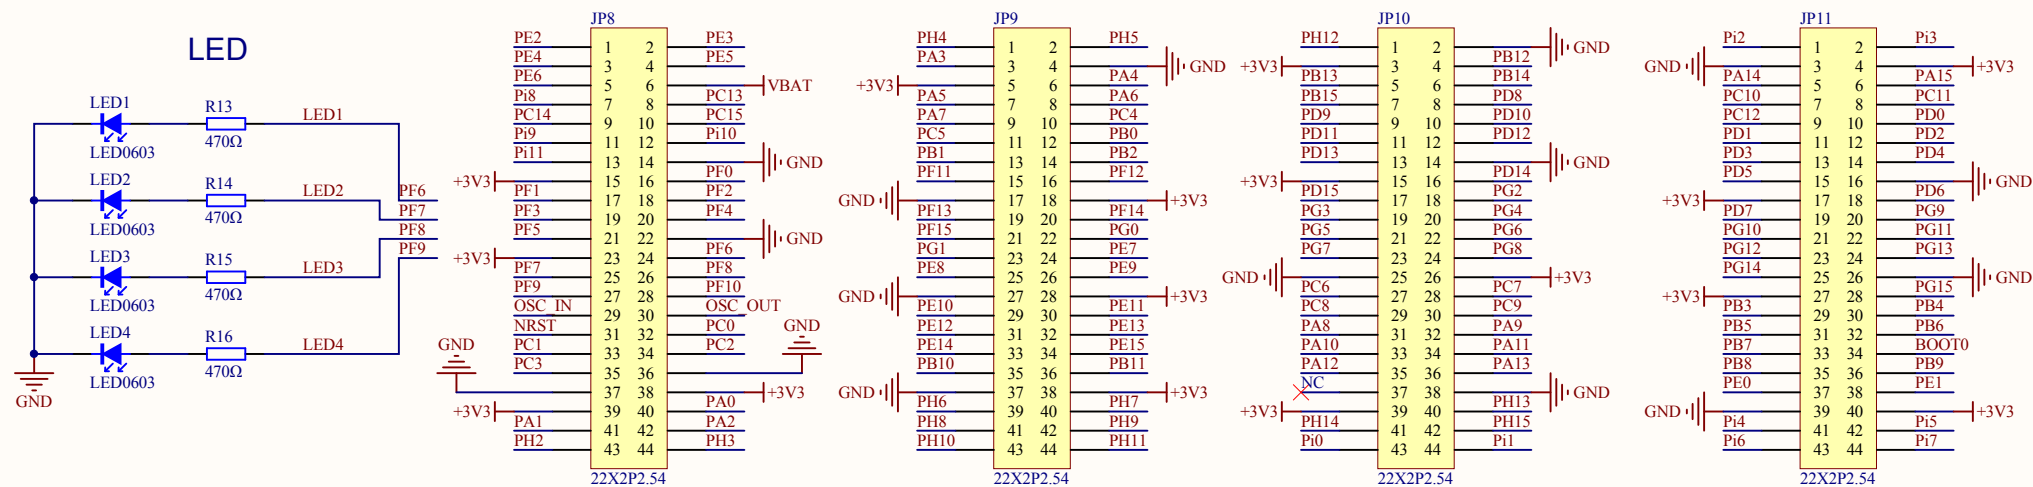 LED
LED1
R13
LED1
LED0603
470Ω
LED2
R14
LED2
PF6
LED0603
470Ω
PF7
LED3
R15
LED3
PF8
LED0603
470Ω
PF9
LED4
R16
LED4
LED0603
470Ω
GND
JP8
PE2 1 2 PE3
PE4 3 4 PE5
PE6 5 6 VBAT
Pi8 7 8 PC13
PC14 9 10 PC15
Pi9 11 12 Pi10
Pi11 13 14 GND
+3V3 15 16 PF0
PF1 17 18 PF2
PF3 19 20 PF4
PF5 21 22 GND
+3V3 23 24 PF6
PF7 25 26 PF8
PF9 27 28 PF10
OSC_IN 29 30 OSC_OUT
NRST 31 32 PC0
PC1 33 34 PC2
PC3 35 36 GND
GND 37 38 +3V3
+3V3 39 40 PA0
PA1 41 42 PA2
PH2 43 44 PH3
22X2P2.54
JP9
PH4 1 2 PH5
PA3 3 4 GND
+3V3 5 6 PA4
PA5 7 8 PA6
PA7 9 10 PC4
PC5 11 12 PB0
PB1 13 14 PB2
PF11 15 16 PF12
GND 17 18 +3V3
PF13 19 20 PF14
PF15 21 22 PG0
PG1 23 24 PE7
PE8 25 26 PE9
GND 27 28 +3V3
PE10 29 30 PE11
PE12 31 32 PE13
PE14 33 34 PE15
PB10 35 36 PB11
GND 37 38 +3V3
PH6 39 40 PH7
PH8 41 42 PH9
PH10 43 44 PH11
22X2P2.54
JP10
PH12 1 2 GND
+3V3 3 4 PB12
PB13 5 6 PB14
PB15 7 8 PD8
PD9 9 10 PD10
PD11 11 12 PD12
PD13 13 14 GND
+3V3 15 16 PD14
PD15 17 18 PG2
PG3 19 20 PG4
PG5 21 22 PG6
PG7 23 24 PG8
GND 25 26 +3V3
PC6 27 28 PC7
PC8 29 30 PC9
PA8 31 32 PA9
PA10 33 34 PA11
PA12 35 36 PA13
NC 37 38 GND
+3V3 39 40 PH13
PH14 41 42 PH15
Pi0 43 44 Pi1
22X2P2.54
JP11
Pi2 1 2 Pi3
GND 3 4 +3V3
PA14 5 6 PA15
PC10 7 8 PC11
PC12 9 10 PD0
PD1 11 12 PD2
PD3 13 14 PD4
PD5 15 16 GND
+3V3 17 18 PD6
PD7 19 20 PG9
PG10 21 22 PG11
PG12 23 24 PG13
PG14 25 26 GND
+3V3 27 28 PG15
PB3 29 30 PB4
PB5 31 32 PB6
PB7 33 34 BOOT0
PB8 35 36 PB9
PE0 37 38 PE1
GND 39 40 +3V3
Pi4 41 42 Pi5
Pi6 43 44 Pi7
22X2P2.54